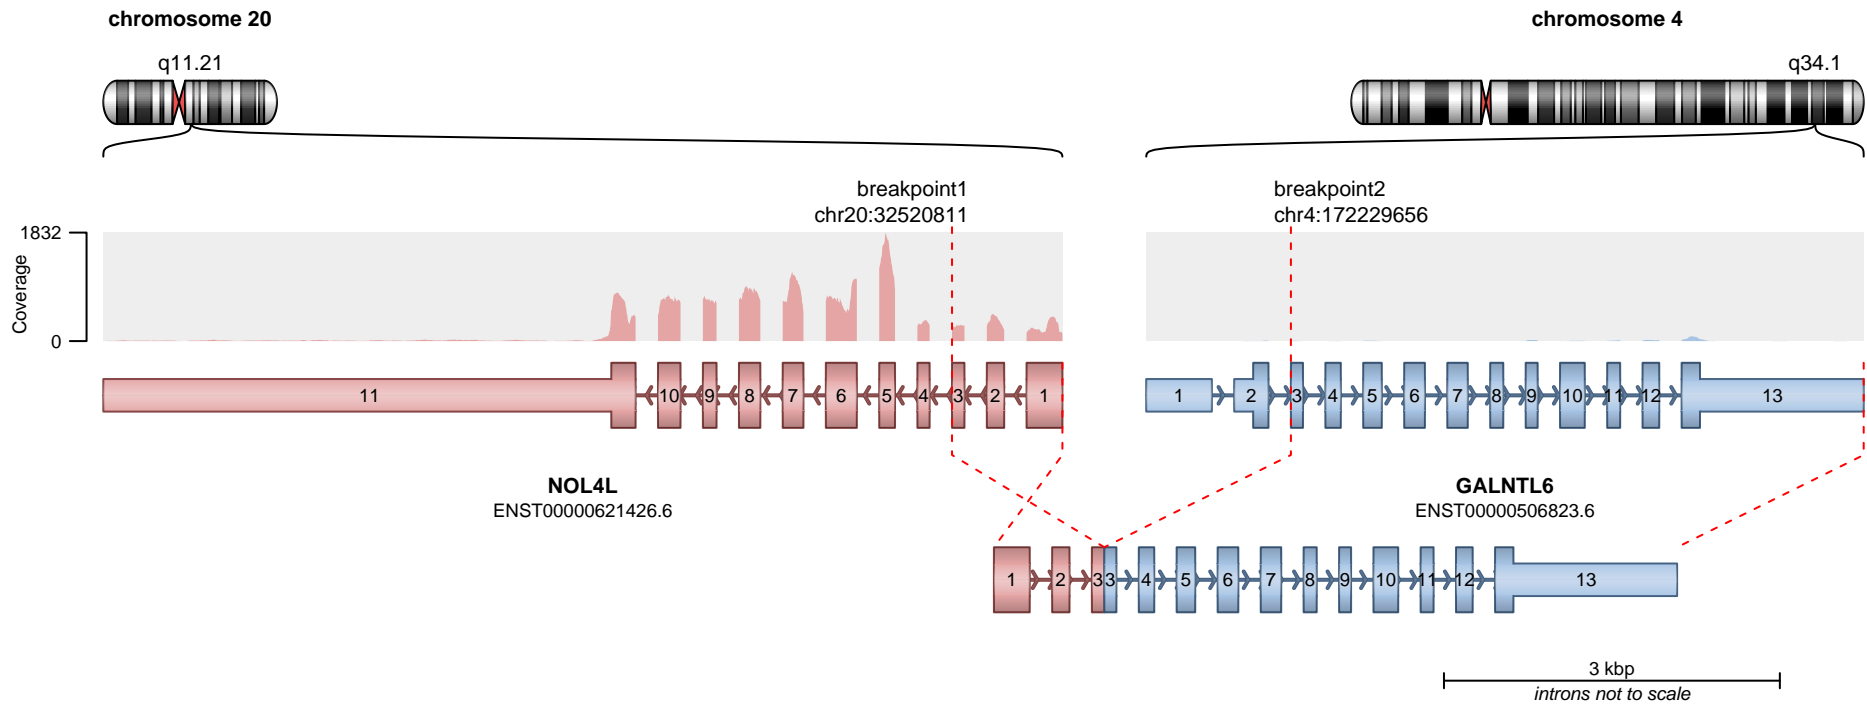 chromosome 20
chromosome 4
q11.21
q34.1
breakpoint1
chr20:32520811
breakpoint2
chr4:172229656
1832
Coverage
0
11 10 9 8 7 6 5 4 3 2 1
1 2 3 4 5 6 7 8 9 10 11 12 13
NOL4L
ENST00000621426.6
GALNTL6
ENST00000506823.6
1 2 3 3 4 5 6 7 8 9 10 11 12 13
3 kbp
introns not to scale